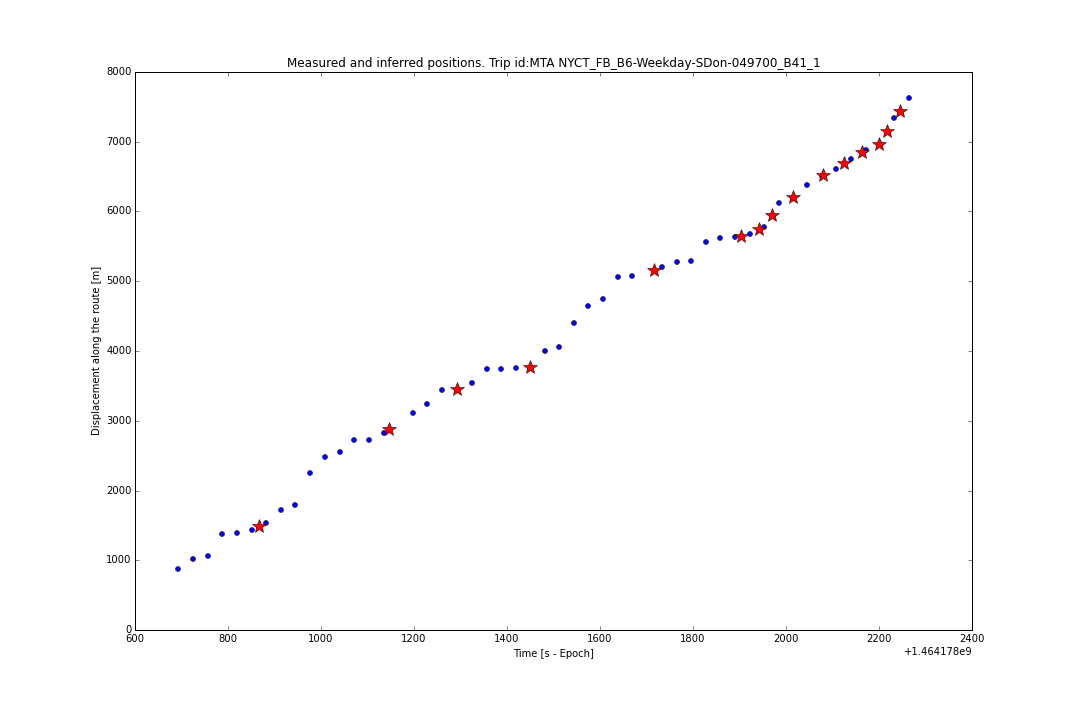 Measured and inferred positions. Trip id:MTA NYCT_FB_B6-Weekday-SDon-049700_B41_1
8000
7000
6000
5000
4000
3000
2000
1000
0
Displacement along the route [m]
600 800 1000 1200 1400 1600 1800 2000 2200 2400
Time [s - Epoch]
+1.464178e9